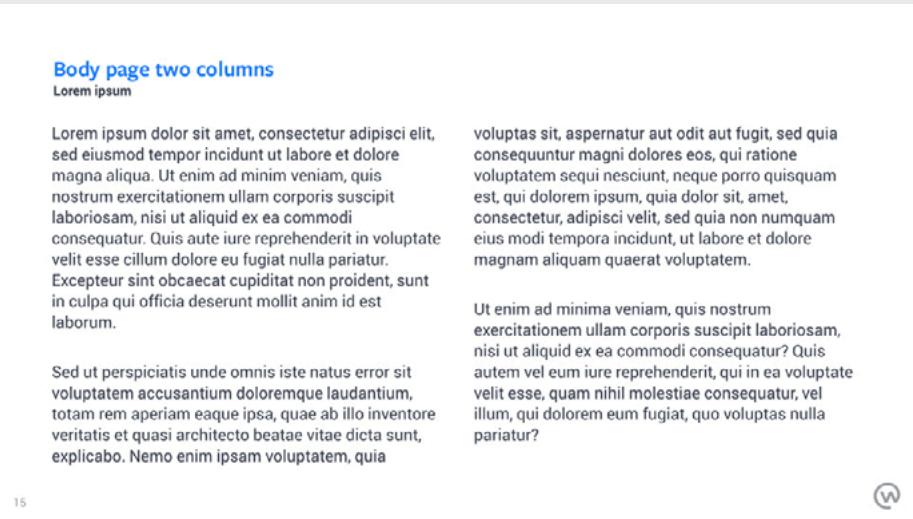 Body page two columns
Lorem ipsum
Lorem ipsum dolor sit amet, consectetur adipisci elit,
sed eiusmod tempor incidunt ut labore et dolore
magna aliqua. Ut enim ad minim veniam, quis
nostrum exercitationem ullam corporis suscipit
laboriosam, nisi ut aliquid ex ea commodi
consequatur. Quis aute iure reprehenderit in voluptate
velit esse cillum dolore eu fugiat nulla pariatur.
Excepteur sint obcaecat cupiditat non proident, sunt
in culpa qui officia deserunt mollit anim id est
laborum.
Sed ut perspiciatis unde omnis iste natus error sit
voluptatem accusantium doloremque laudantium,
totam rem aperiam eaque ipsa, quae ab illo inventore
veritatis et quasi architecto beatae vitae dicta sunt,
explicabo. Nemo enim ipsam voluptatem, quia
voluptas sit, aspernatur aut odit aut fugit, sed quia
consequuntur magni dolores eos, qui ratione
voluptatem sequi nesciunt, neque porro quisquam
est, qui dolorem ipsum, quia dolor sit, amet,
consectetur, adipisci velit, sed quia non numquam
eius modi tempora incidunt, ut labore et dolore
magnam aliquam quaerat voluptatem.
Ut enim ad minima veniam, quis nostrum
exercitationem ullam corporis suscipit laboriosam,
nisi ut aliquid ex ea commodi consequatur? Quis
autem vel eum iure reprehenderit, qui in ea voluptate
velit esse, quam nihil molestiae consequatur, vel
illum, qui dolorem eum fugiat, quo voluptas nulla
pariatur?
15